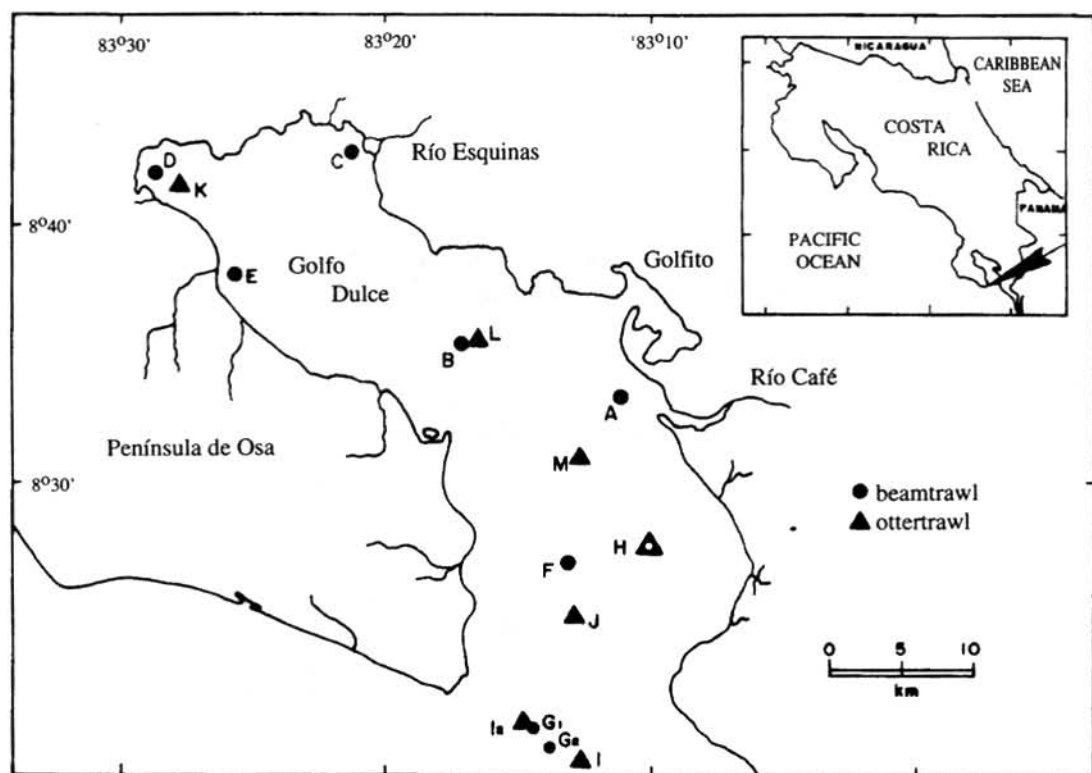 83°30' 83°20' '83°10'
NICARAGUA
CARIBBEAN
SEA
COSTA
RICA
PANAMA
PACIFIC
OCEAN
Río Esquinas
D
C
K
8°40'
E
Golfo
Dulce
Golfito
B
L
Río Café
A
Península de Osa
M
8°30'
beamtrawl
ottertrawl
H
F
J
0 5 10
km
G1
G2
I